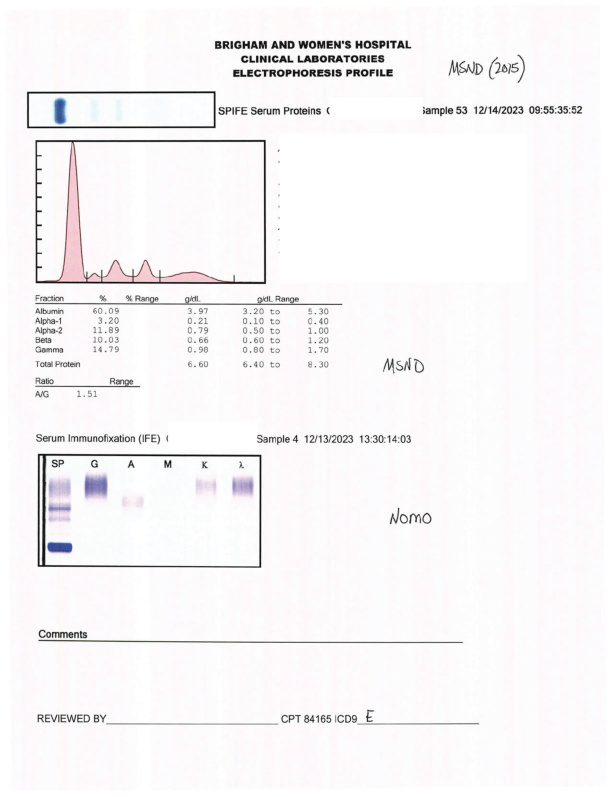 BRIGHAM AND WOMEN'S HOSPITAL
CLINICAL LABORATORIES
ELECTROPHORESIS PROFILE
MSND (2015)
SPIFE Serum Proteins ( Sample 53 12/14/2023 09:55:35:52
Fraction % % Range g/dL g/dL Range
Albumin 60.09 3.97 3.20 to 5.30
Alpha-1 3.20 0.21 0.10 to 0.40
Alpha-2 11.89 0.79 0.50 to 1.00
Beta 10.03 0.66 0.60 to 1.20
Gamma 14.79 0.98 0.80 to 1.70
Total Protein 6.60 6.40 to 8.30
MSND
Ratio Range
A/G 1.51
Serum Immunofixation (IFE) ( Sample 4 12/13/2023 13:30:14:03
SP G A M K λ
NOMO
Comments
REVIEWED BY CPT 84165 ICD9 E